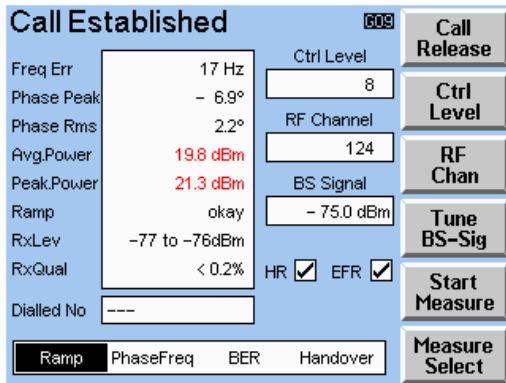 Call Established
G09
Freq Err 17 Hz
Phase Peak - 6.9°
Phase Rms 2.2°
Avg.Power 19.8 dBm
Peak.Power 21.3 dBm
Ramp okay
RxLev -77 to -76dBm
RxQual < 0.2%
Dialled No ---
Ctrl Level
8
RF Channel
124
BS Signal
- 75.0 dBm
HR EFR
Ramp PhaseFreq BER Handover
Call
Release
Ctrl
Level
RF
Chan
Tune
BS-Sig
Start
Measure
Measure
Select